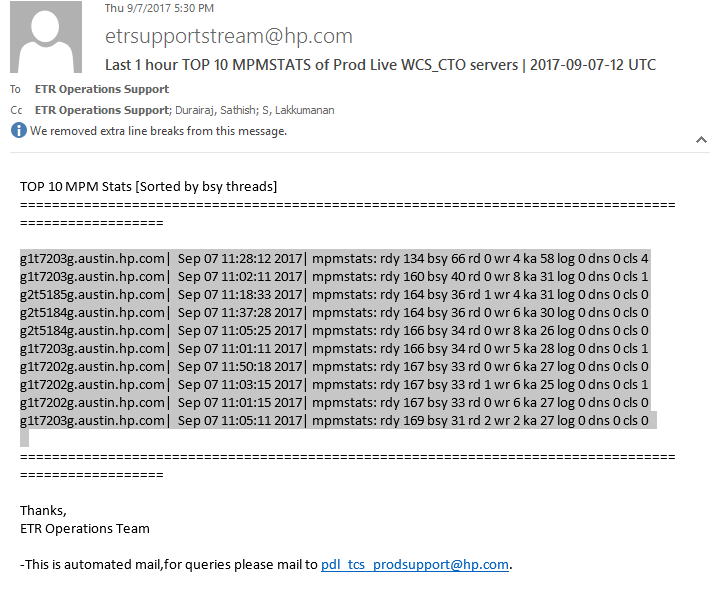 Thu 9/7/2017 5:30 PM
etrsupportstream@hp.com
Last 1 hour TOP 10 MPMSTATS of Prod Live WCS_CTO servers | 2017-09-07-12 UTC
To ETR Operations Support
Cc ETR Operations Support; Durairaj, Sathish; S, Lakkumanan
We removed extra line breaks from this message.
TOP 10 MPM Stats [Sorted by bsy threads]
==================================================================================
==================
g1t7203g.austin.hp.com| Sep 07 11:28:12 2017| mpmstats: rdy 134 bsy 66 rd 0 wr 4 ka 58 log 0 dns 0 cls 4
g1t7203g.austin.hp.com| Sep 07 11:02:11 2017| mpmstats: rdy 160 bsy 40 rd 0 wr 8 ka 31 log 0 dns 0 cls 1
g2t5185g.austin.hp.com| Sep 07 11:18:33 2017| mpmstats: rdy 164 bsy 36 rd 1 wr 4 ka 31 log 0 dns 0 cls 0
g2t5184g.austin.hp.com| Sep 07 11:37:28 2017| mpmstats: rdy 164 bsy 36 rd 0 wr 6 ka 30 log 0 dns 0 cls 0
g2t5184g.austin.hp.com| Sep 07 11:05:25 2017| mpmstats: rdy 166 bsy 34 rd 0 wr 8 ka 26 log 0 dns 0 cls 0
g1t7203g.austin.hp.com| Sep 07 11:01:11 2017| mpmstats: rdy 166 bsy 34 rd 0 wr 5 ka 28 log 0 dns 0 cls 1
g1t7202g.austin.hp.com| Sep 07 11:50:18 2017| mpmstats: rdy 167 bsy 33 rd 0 wr 6 ka 27 log 0 dns 0 cls 0
g1t7202g.austin.hp.com| Sep 07 11:03:15 2017| mpmstats: rdy 167 bsy 33 rd 1 wr 6 ka 25 log 0 dns 0 cls 1
g1t7202g.austin.hp.com| Sep 07 11:01:15 2017| mpmstats: rdy 167 bsy 33 rd 0 wr 6 ka 27 log 0 dns 0 cls 0
g1t7203g.austin.hp.com| Sep 07 11:05:11 2017| mpmstats: rdy 169 bsy 31 rd 2 wr 2 ka 27 log 0 dns 0 cls 0
==================================================================================
==================
Thanks,
ETR Operations Team
-This is automated mail,for queries please mail to pdl_tcs_prodsupport@hp.com.